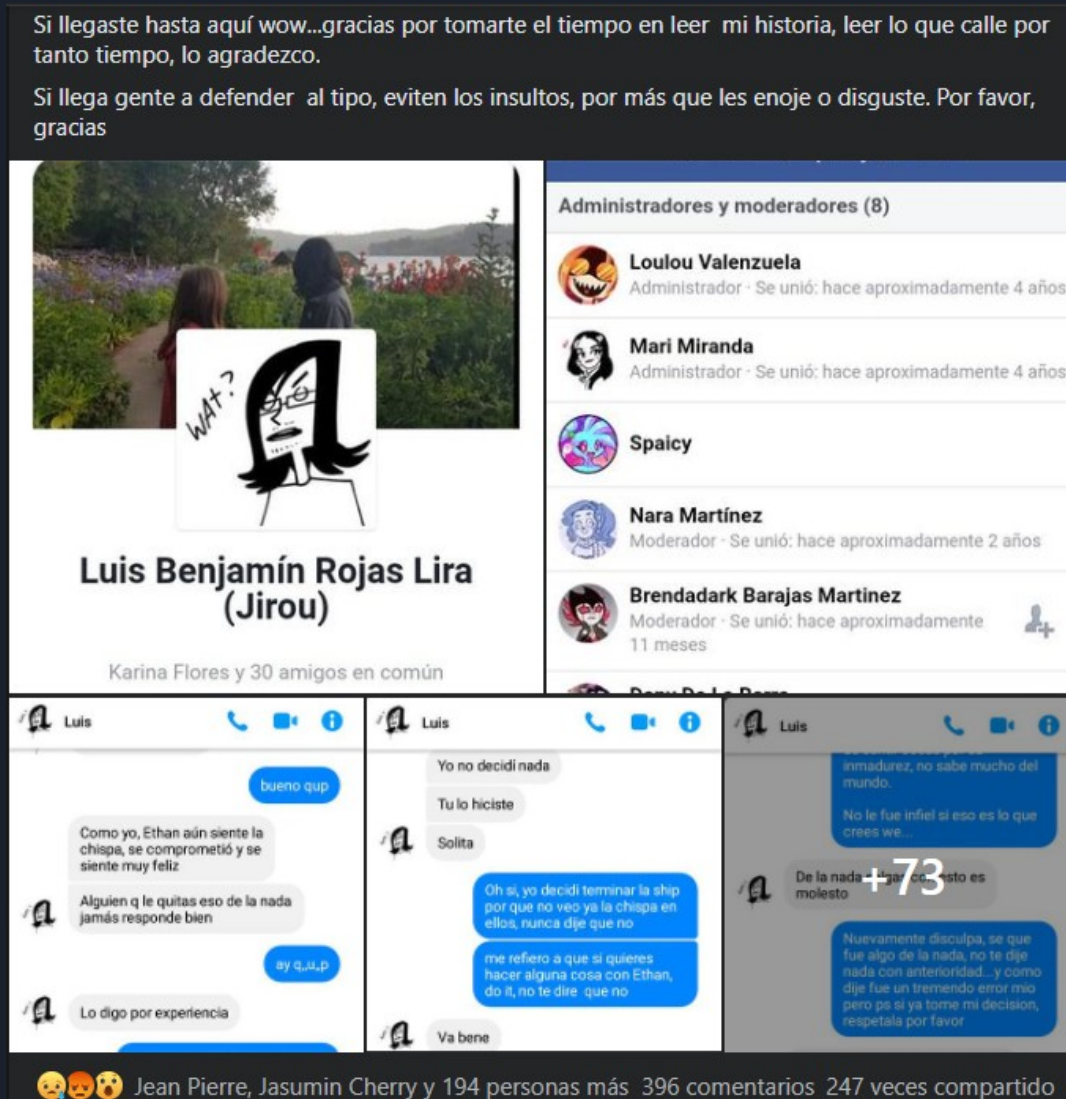 Si llegaste hasta aquí wow...gracias por tomarte el tiempo en leer mi historia, leer lo que calle por
tanto tiempo, lo agradezco.
Si llega gente a defender al tipo, eviten los insultos, por más que les enoje o disguste. Por favor,
gracias
WAt?
Luis Benjamín Rojas Lira
(Jirou)
Karina Flores y 30 amigos en común
Administradores y moderadores (8)
Loulou Valenzuela
Administrador · Se unió: hace aproximadamente 4 años
Mari Miranda
Administrador · Se unió: hace aproximadamente 4 años
Spaicy
Nara Martínez
Moderador · Se unió: hace aproximadamente 2 años
Brendadark Barajas Martinez
Moderador · Se unió: hace aproximadamente
11 meses
Luis
bueno qup
Como yo, Ethan aún siente la
chispa, se comprometió y se
siente muy feliz
Alguien q le quitas eso de la nada
jamás responde bien
ay q,,u,,p
Lo digo por experiencia
Luis
Yo no decidí nada
Tu lo hiciste
Solita
Oh si, yo decidi terminar la ship
por que no veo ya la chispa en
ellos, nunca dije que no
me refiero a que si quieres
hacer alguna cosa con Ethan,
do it, no te dire que no
Va bene
Luis
inmadurez, no sabe mucho del
mundo.
No le fue infiel si eso es lo que
crees we...
De la nada salgas con esto es
molesto
+73
Nuevamente disculpa, se que
fue algo de la nada, no te dije
nada con anterioridad...y como
dije fue un tremendo error mio
pero ps si ya tome mi decision,
respetala por favor
Jean Pierre, Jasumin Cherry y 194 personas más 396 comentarios 247 veces compartido